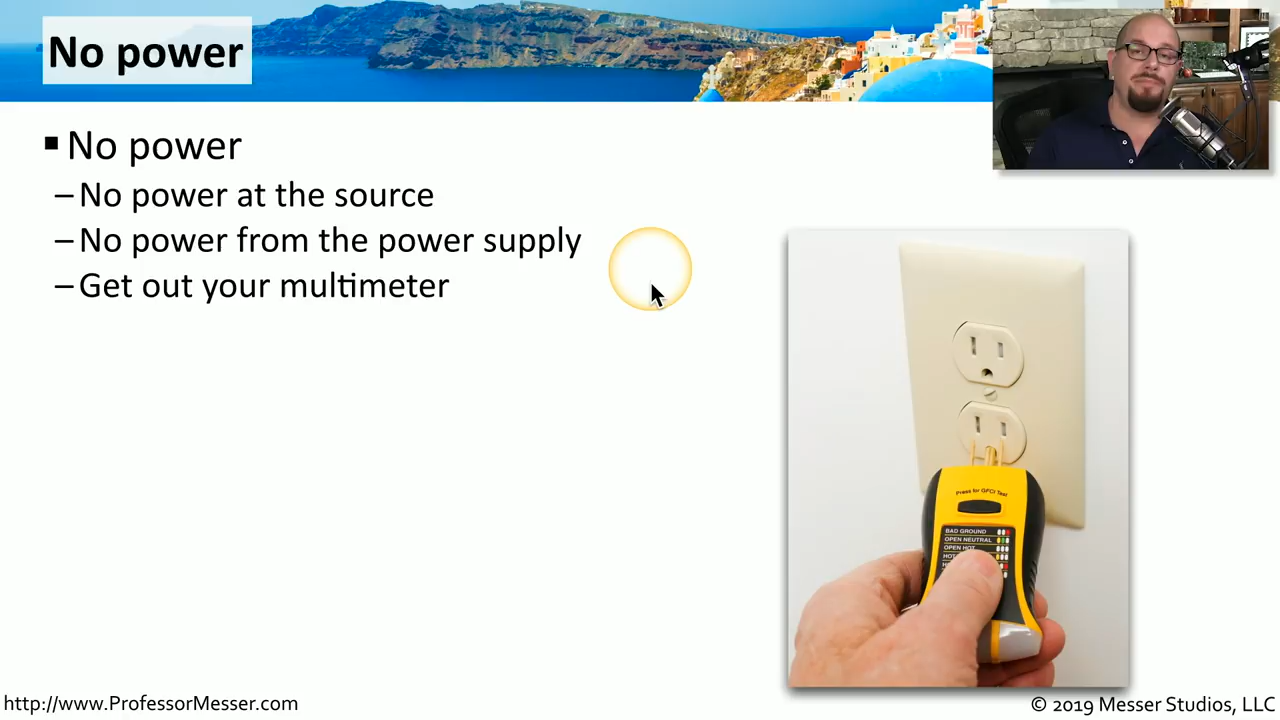 No power
▪ No power
– No power at the source
– No power from the power supply
– Get out your multimeter
Press for GFCI Test
BAD GROUND
OPEN NEUTRAL
OPEN HOT
http://www.ProfessorMesser.com
© 2019 Messer Studios, LLC